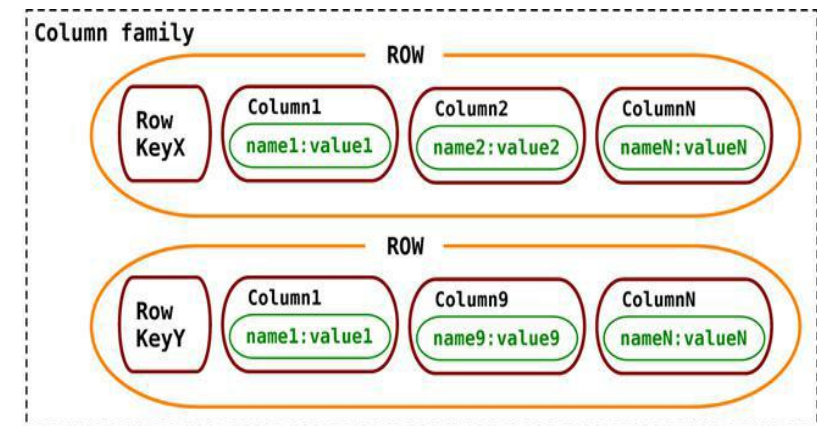 Column family
ROW
Row
KeyX
Column1
name1:value1
Column2
name2:value2
ColumnN
nameN:valueN
ROW
Row
KeyY
Column1
name1:value1
Column9
name9:value9
ColumnN
nameN:valueN